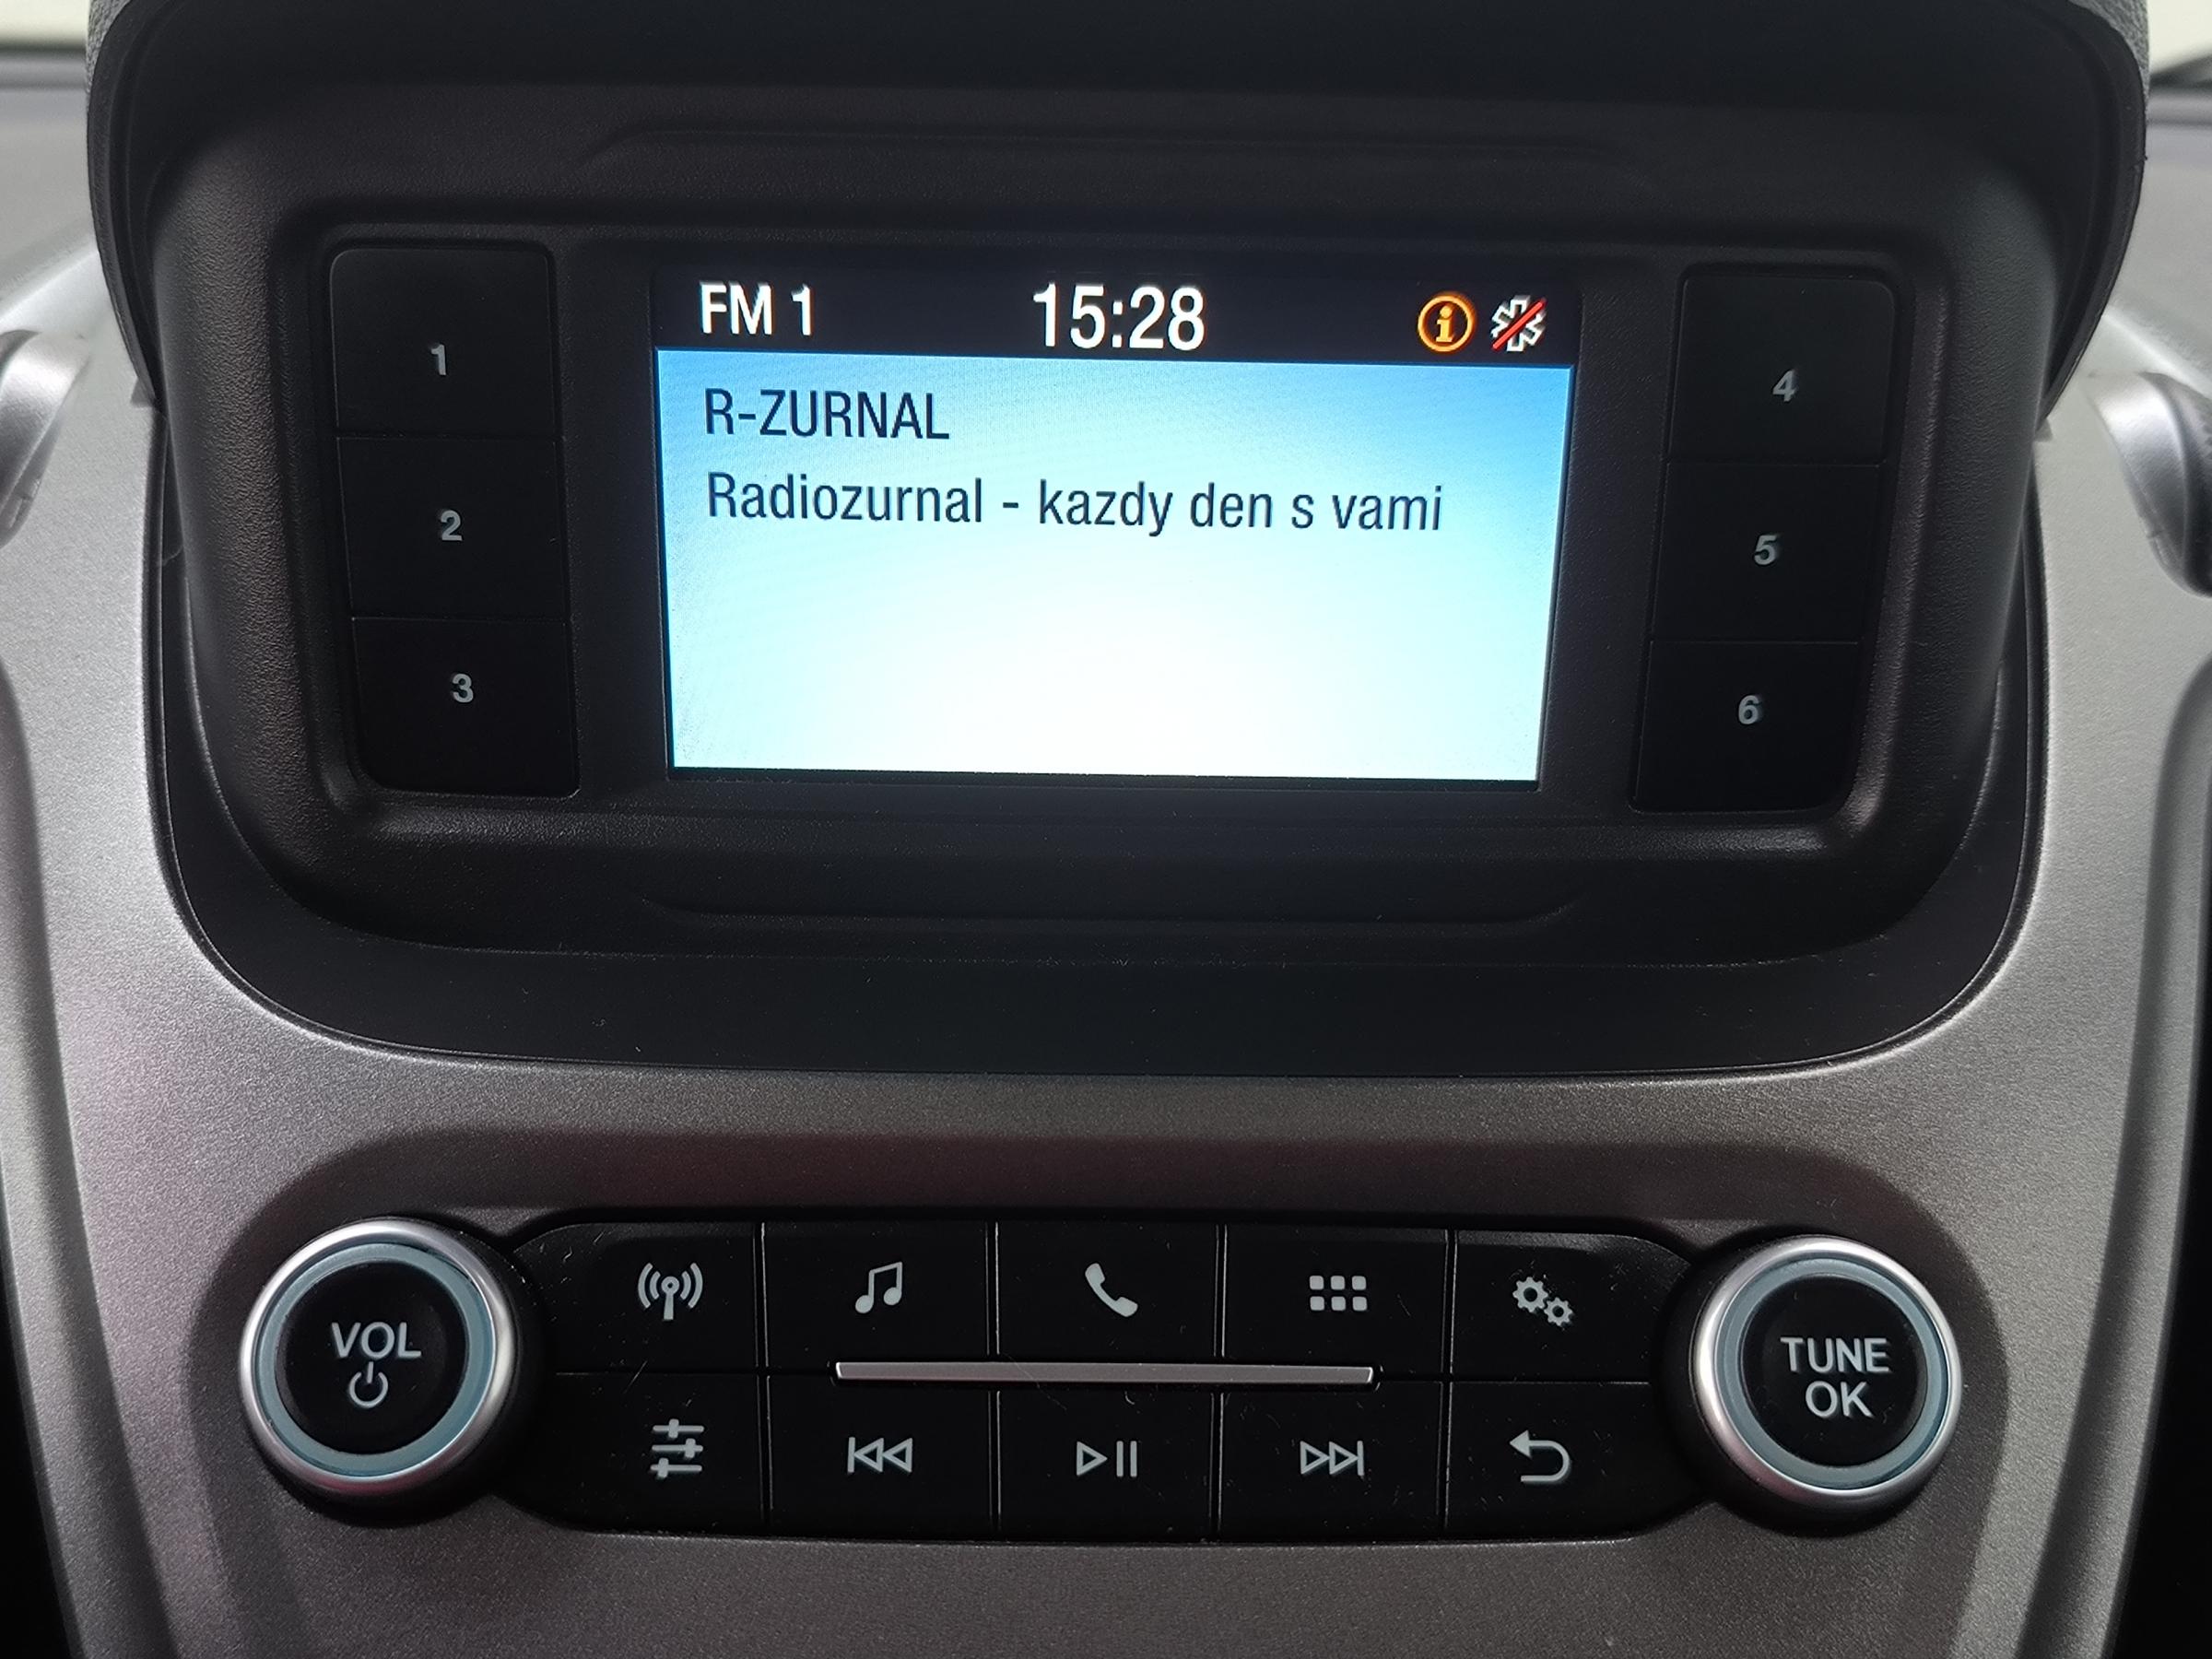 FM 1 15:28
R-ZURNAL
Radiozurnal - kazdy den s vami
1
2
3
4
5
6
VOL
TUNE
OK